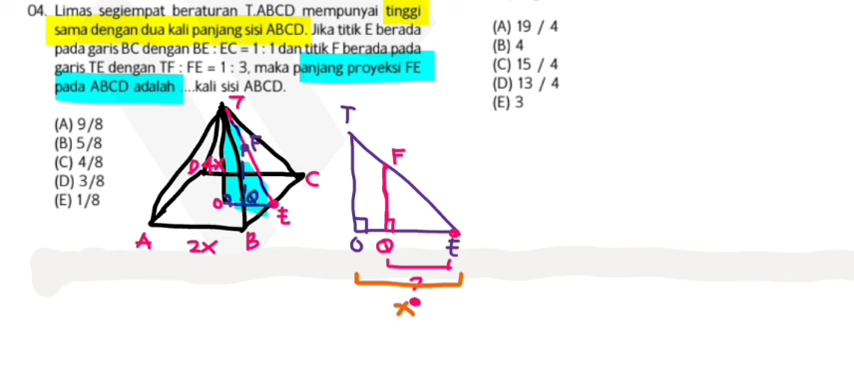 04. Limas segiempat beraturan T.ABCD mempunyai tinggi
sama dengan dua kali panjang sisi ABCD. Jika titik E berada
pada garis BC dengan BE : EC = 1 : 1 dan titik F berada pada
garis TE dengan TF : FE = 1 : 3, maka panjang proyeksi FE
pada ABCD adalah ....kali sisi ABCD.
(A) 9/8
(B) 5/8
(C) 4/8
(D) 3/8
(E) 1/8
T
F
D 4x
C
O Q
E
A 2x B
T
F
O Q E
?
x
(A) 19 / 4
(B) 4
(C) 15 / 4
(D) 13 / 4
(E) 3